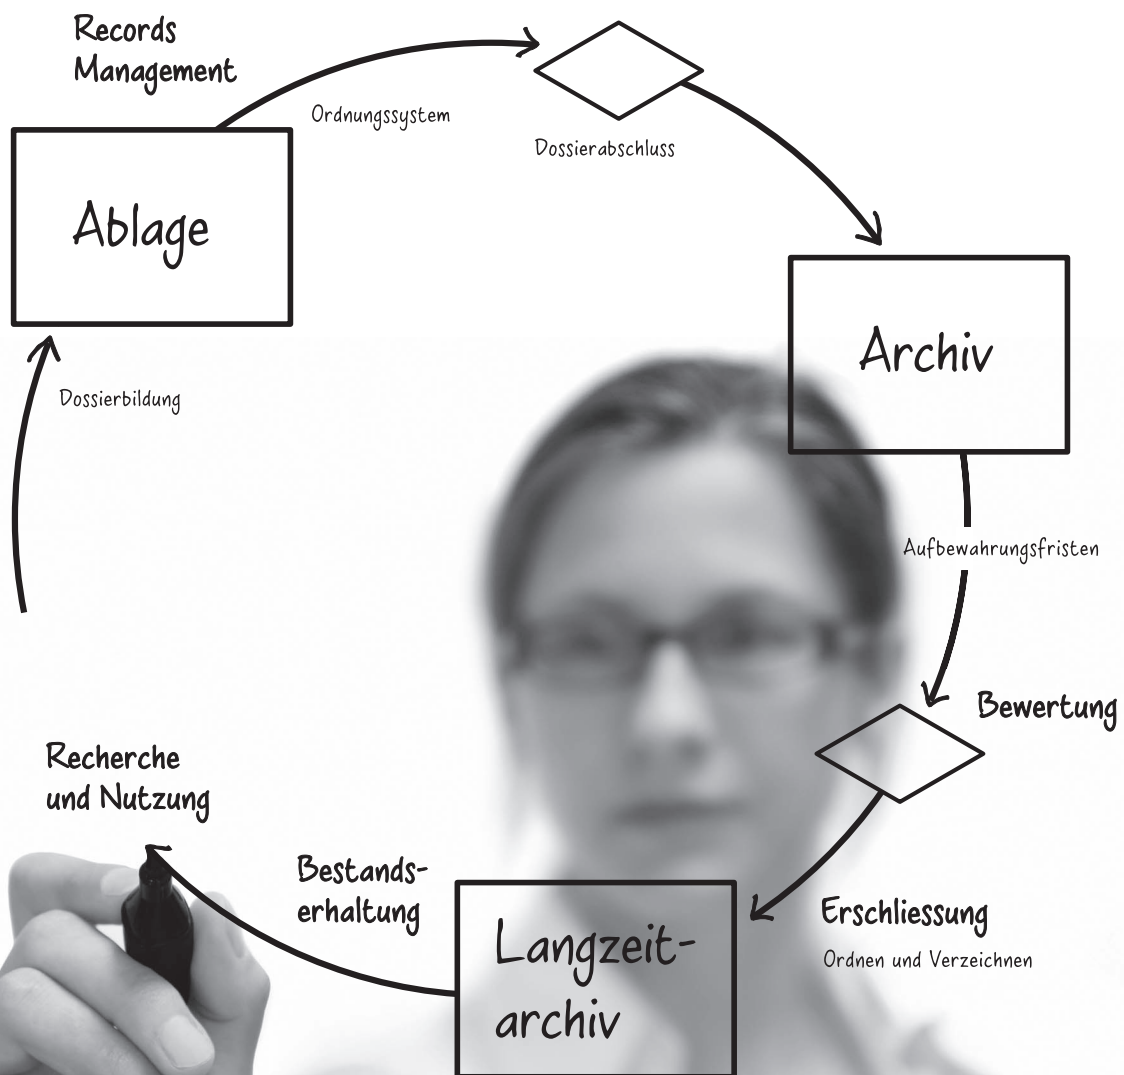 Records
Management
Ordnungssystem
Dossierabschluss
Ablage
Archiv
Dossierbildung
Aufbewahrungsfristen
Bewertung
Recherche
und Nutzung
Bestands-
erhaltung
Erschliessung
Ordnen und Verzeichnen
Langzeit-
archiv